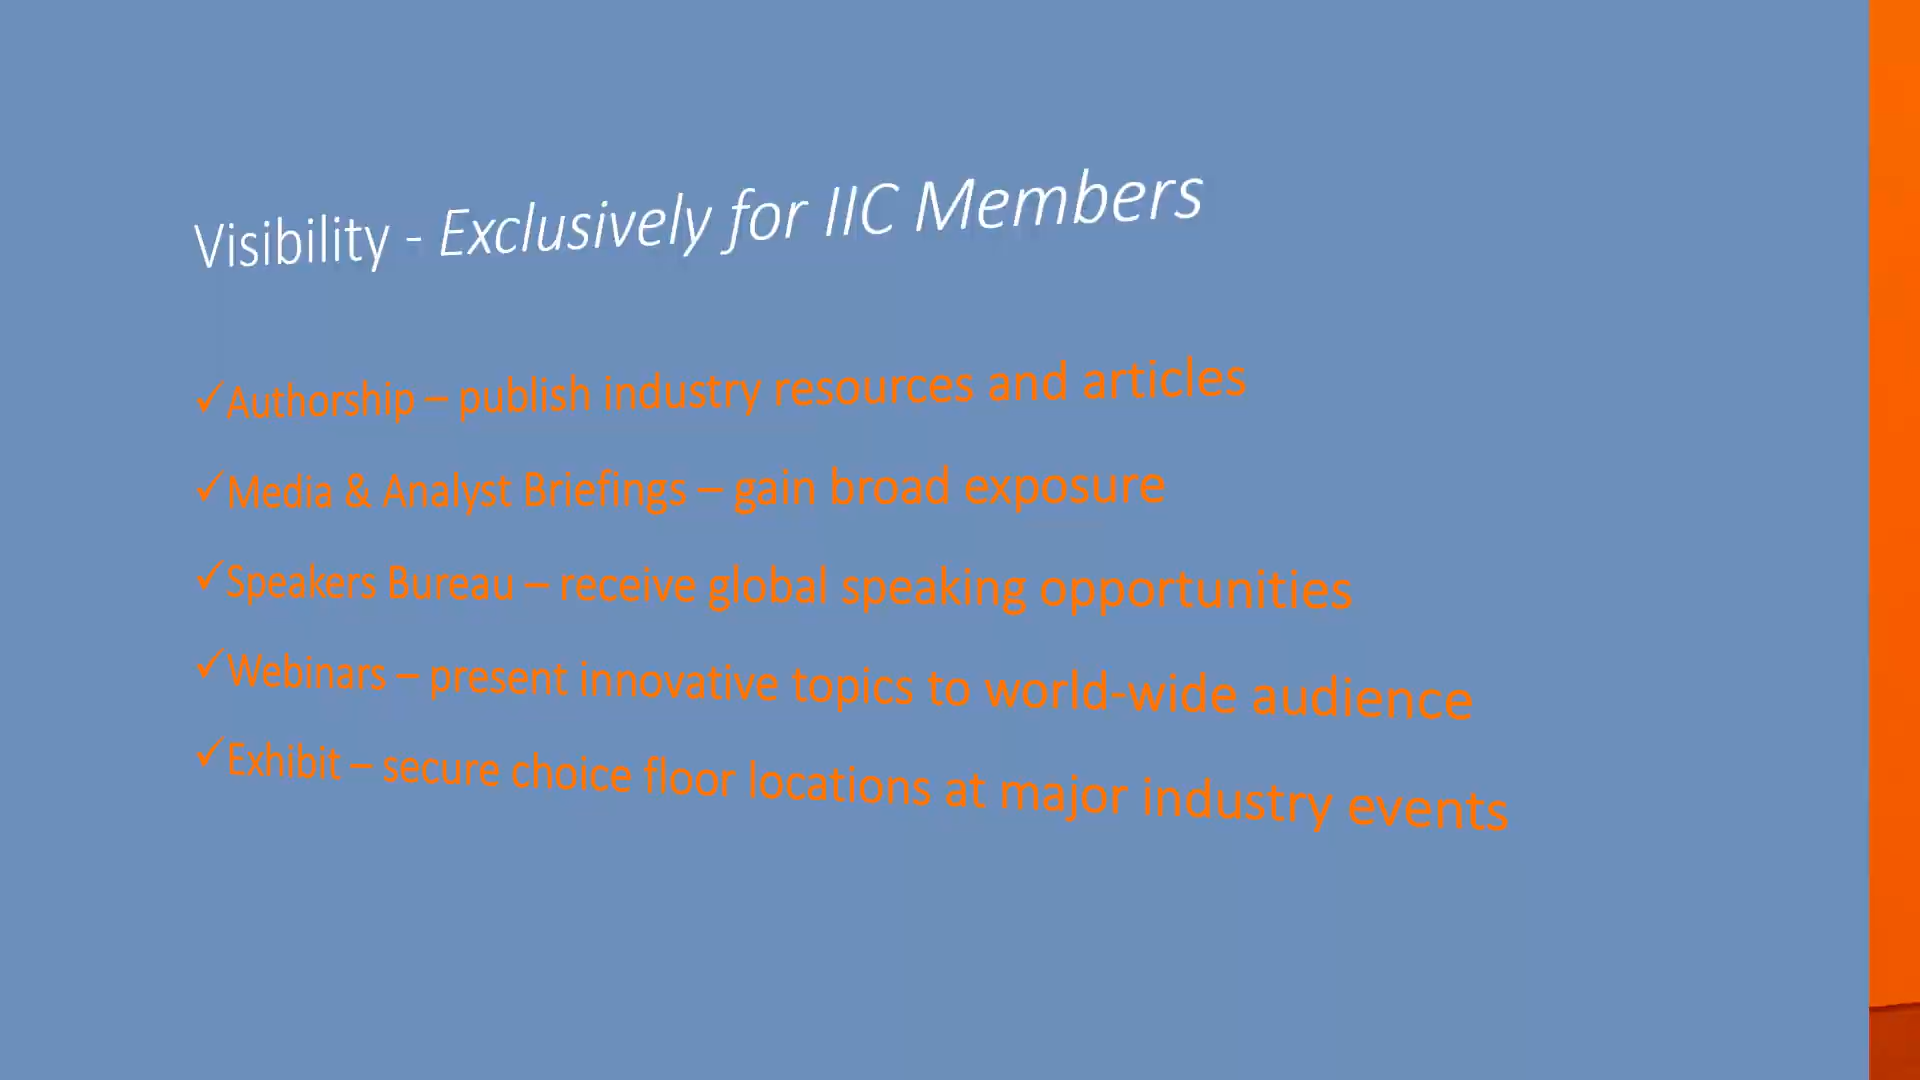 Visibility - Exclusively for IIC Members
✓Authorship – publish industry resources and articles
✓Media & Analyst Briefings – gain broad exposure
✓Speakers Bureau – receive global speaking opportunities
✓Webinars – present innovative topics to world-wide audience
✓Exhibit – secure choice floor locations at major industry events